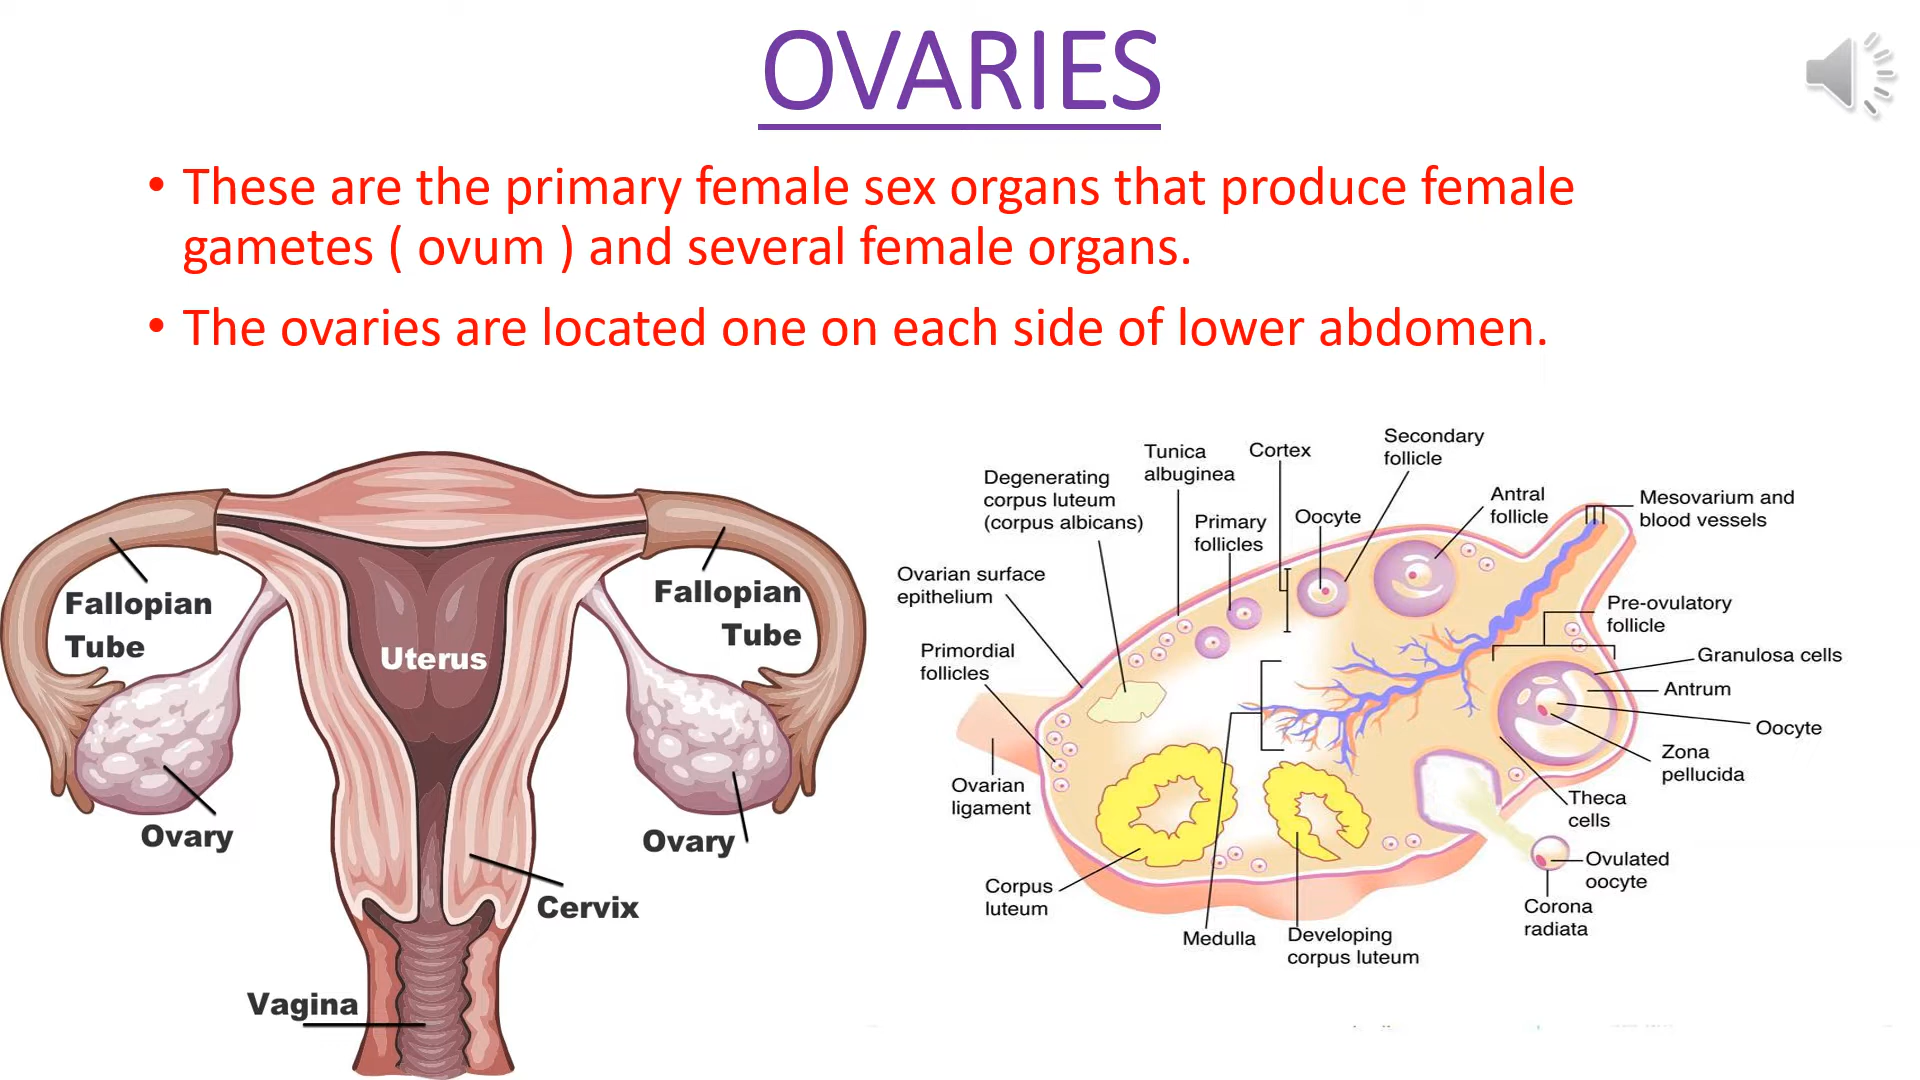 OVARIES
• These are the primary female sex organs that produce female
gametes ( ovum ) and several female organs.
• The ovaries are located one on each side of lower abdomen.
Fallopian
Tube
Uterus
Fallopian
Tube
Ovary
Ovary
Cervix
Vagina
Degenerating
corpus luteum
(corpus albicans)
Tunica
albuginea
Cortex
Secondary
follicle
Primary
follicles
Oocyte
Antral
follicle
Mesovarium and
blood vessels
Ovarian surface
epithelium
Primordial
follicles
Pre-ovulatory
follicle
Granulosa cells
Antrum
Oocyte
Zona
pellucida
Theca
cells
Ovarian
ligament
Ovulated
oocyte
Corona
radiata
Corpus
luteum
Medulla
Developing
corpus luteum